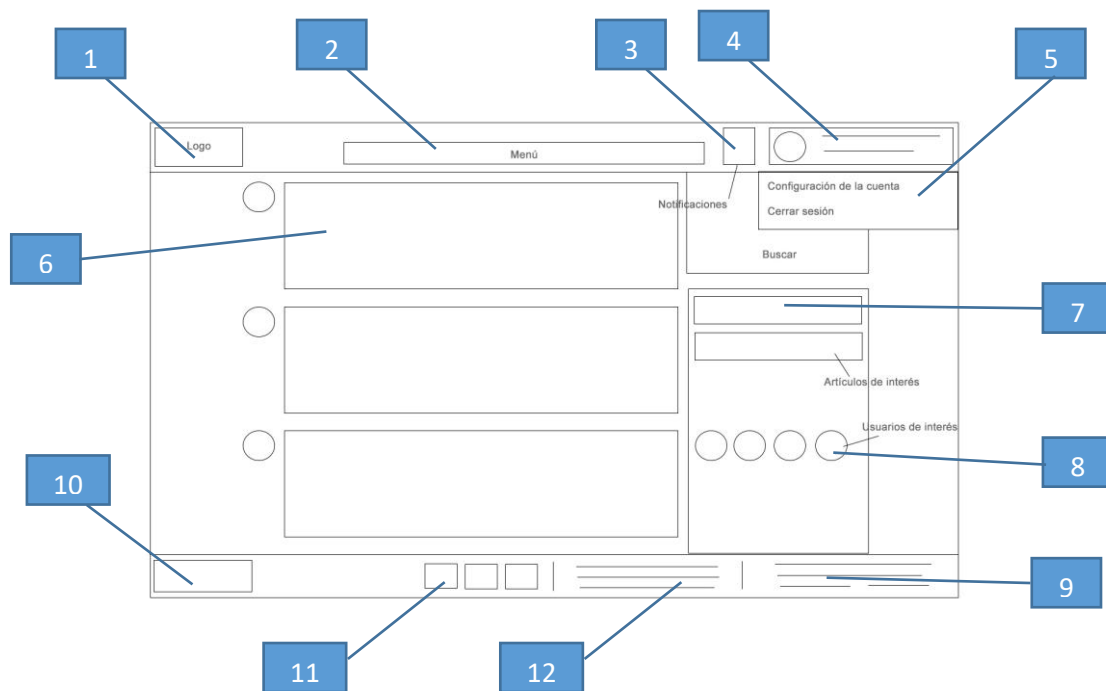 1
2
3
4
5
Logo
Menú
Notificaciones
Configuración de la cuenta
Cerrar sesión
Buscar
6
7
Artículos de interés
Usuarios de interés
8
10
9
11
12